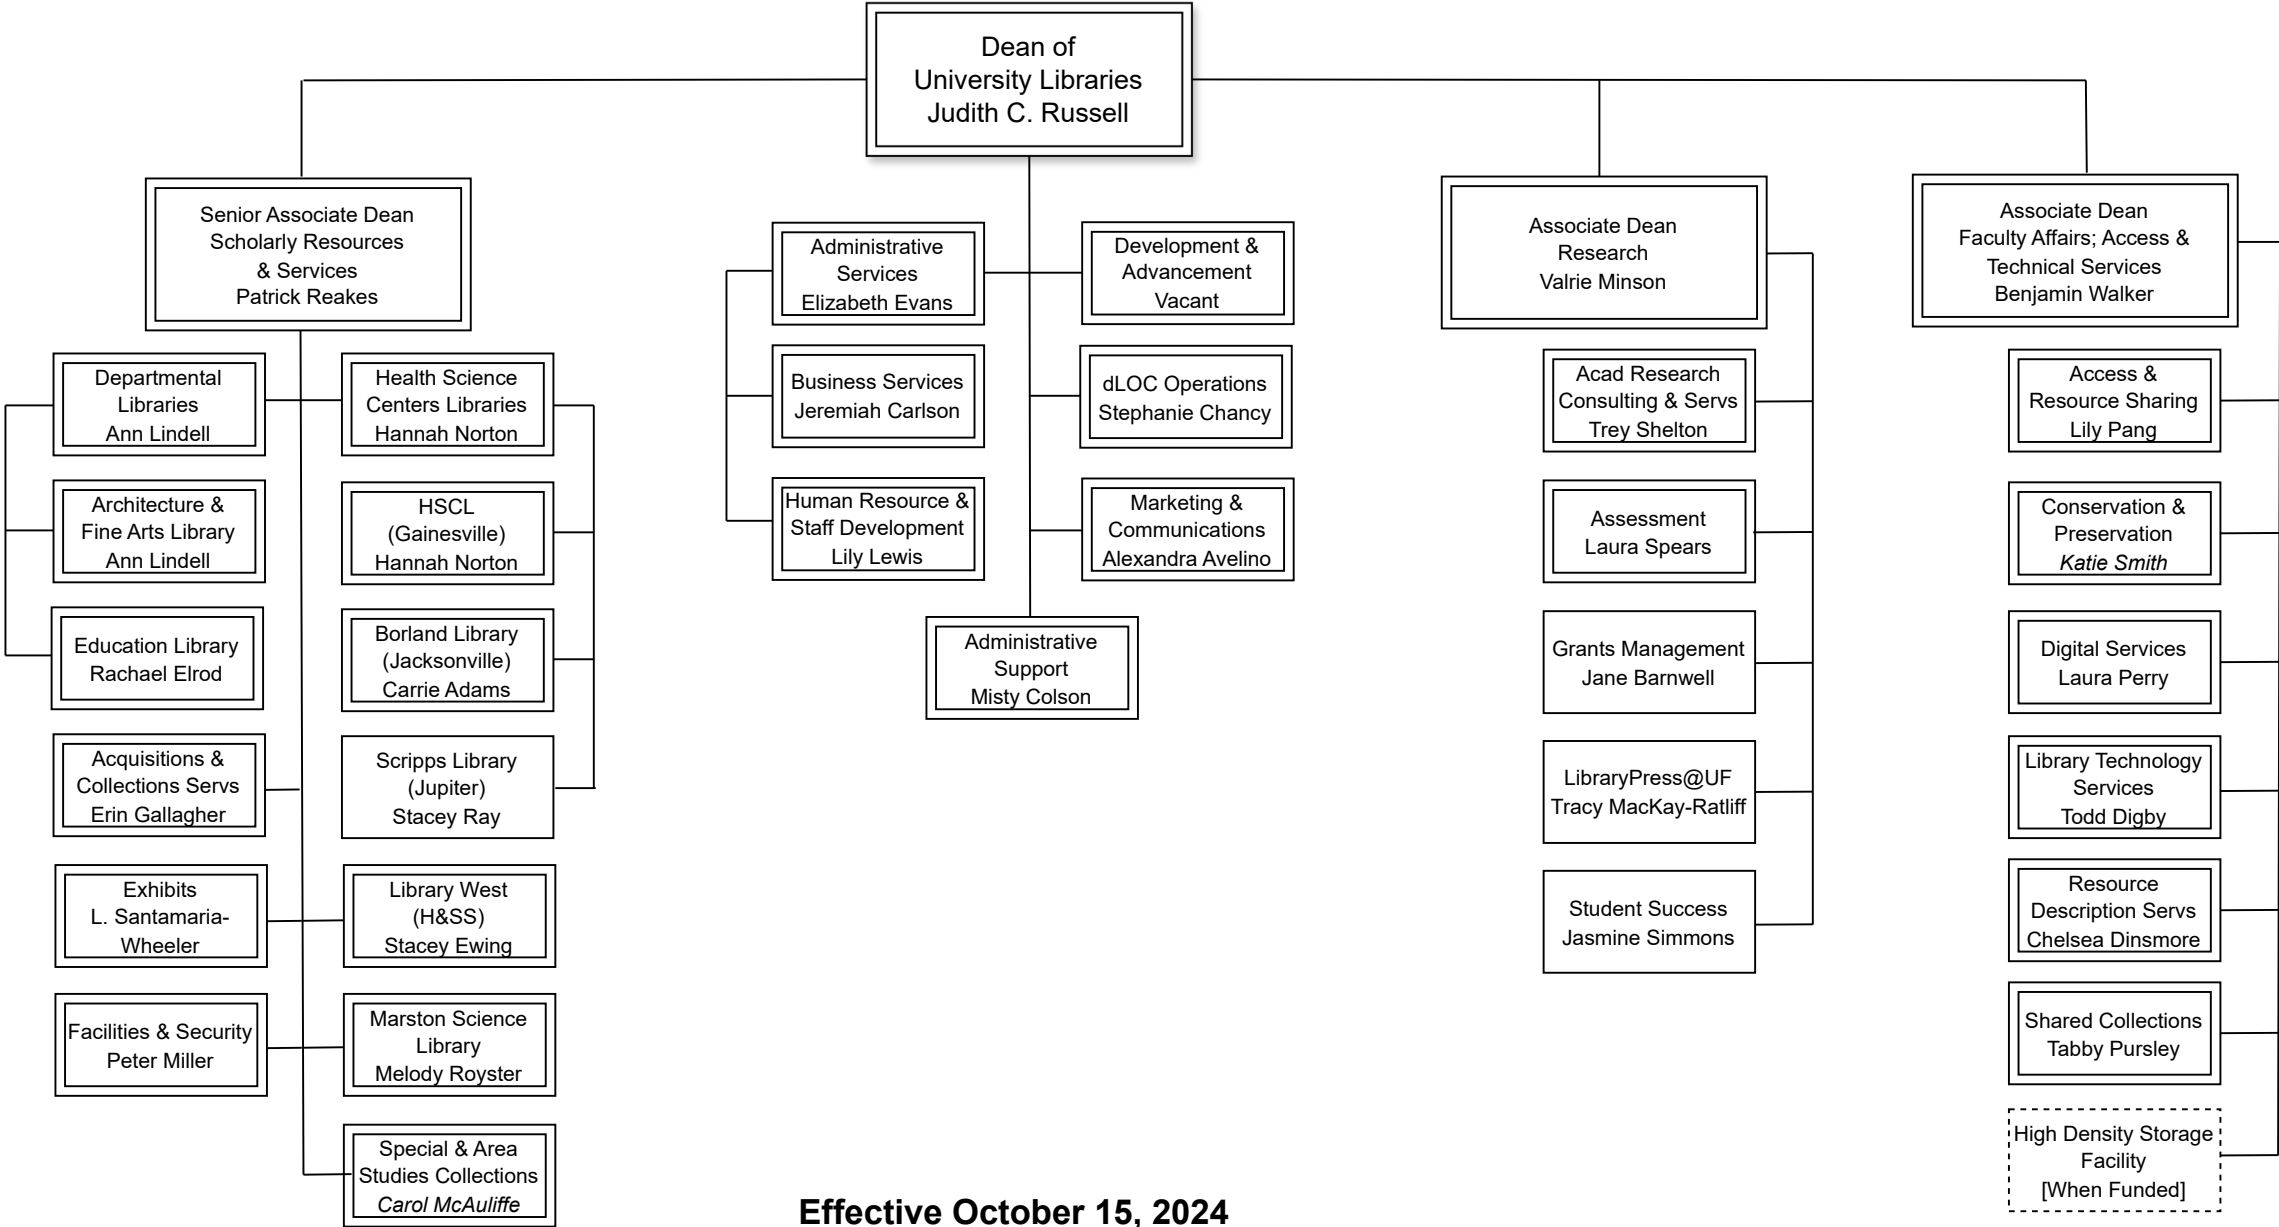 Dean of
University Libraries
Judith C. Russell
Senior Associate Dean
Scholarly Resources
& Services
Patrick Reakes
Departmental
Libraries
Ann Lindell
Architecture &
Fine Arts Library
Ann Lindell
Education Library
Rachael Elrod
Acquisitions &
Collections Servs
Erin Gallagher
Exhibits
L. Santamaria-
Wheeler
Facilities & Security
Peter Miller
Health Science
Centers Libraries
Hannah Norton
HSCL
(Gainesville)
Hannah Norton
Borland Library
(Jacksonville)
Carrie Adams
Scripps Library
(Jupiter)
Stacey Ray
Library West
(H&SS)
Stacey Ewing
Marston Science
Library
Melody Royster
Special & Area
Studies Collections
Carol McAuliffe
Administrative
Services
Elizabeth Evans
Business Services
Jeremiah Carlson
Human Resource &
Staff Development
Lily Lewis
Development &
Advancement
Vacant
dLOC Operations
Stephanie Chancy
Marketing &
Communications
Alexandra Avelino
Administrative
Support
Misty Colson
Associate Dean
Research
Valrie Minson
Acad Research
Consulting & Servs
Trey Shelton
Assessment
Laura Spears
Grants Management
Jane Barnwell
LibraryPress@UF
Tracy MacKay-Ratliff
Student Success
Jasmine Simmons
Associate Dean
Faculty Affairs; Access &
Technical Services
Benjamin Walker
Access &
Resource Sharing
Lily Pang
Conservation &
Preservation
Katie Smith
Digital Services
Laura Perry
Library Technology
Services
Todd Digby
Resource
Description Servs
Chelsea Dinsmore
Shared Collections
Tabby Pursley
High Density Storage
Facility
[When Funded]
Effective October 15, 2024